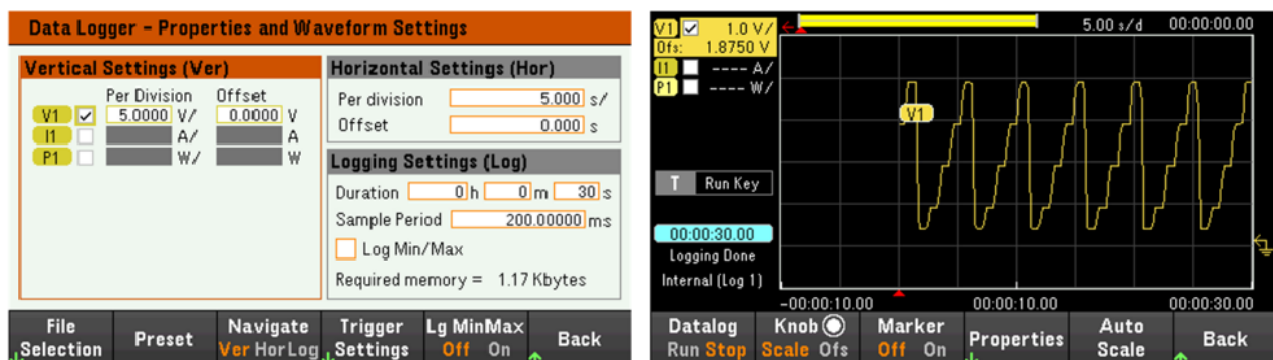 Data Logger - Properties and Waveform Settings
Vertical Settings (Ver)
Per Division Offset
V1 5.0000 V/ 0.0000 V
I1 A/ A
P1 W/ W
Horizontal Settings (Hor)
Per division 5.000 s/
Offset 0.000 s
Logging Settings (Log)
Duration 0 h 0 m 30 s
Sample Period 200.00000 ms
Log Min/Max
Required memory = 1.17 Kbytes
File Selection
Preset
Navigate
Ver Hor Log
Trigger Settings
Lg MinMax
Off On
Back
V1 1.0 V/
Ofs: 1.8750 V
I1 ---- A/
P1 ---- W/
5.00 s/d 00:00:00.00
V1
T Run Key
00:00:30.00
Logging Done
Internal (Log 1)
-00:00:10.00 00:00:10.00 00:00:30.00
Datalog
Run Stop
Knob
Scale Ofs
Marker
Off On
Properties
Auto Scale
Back